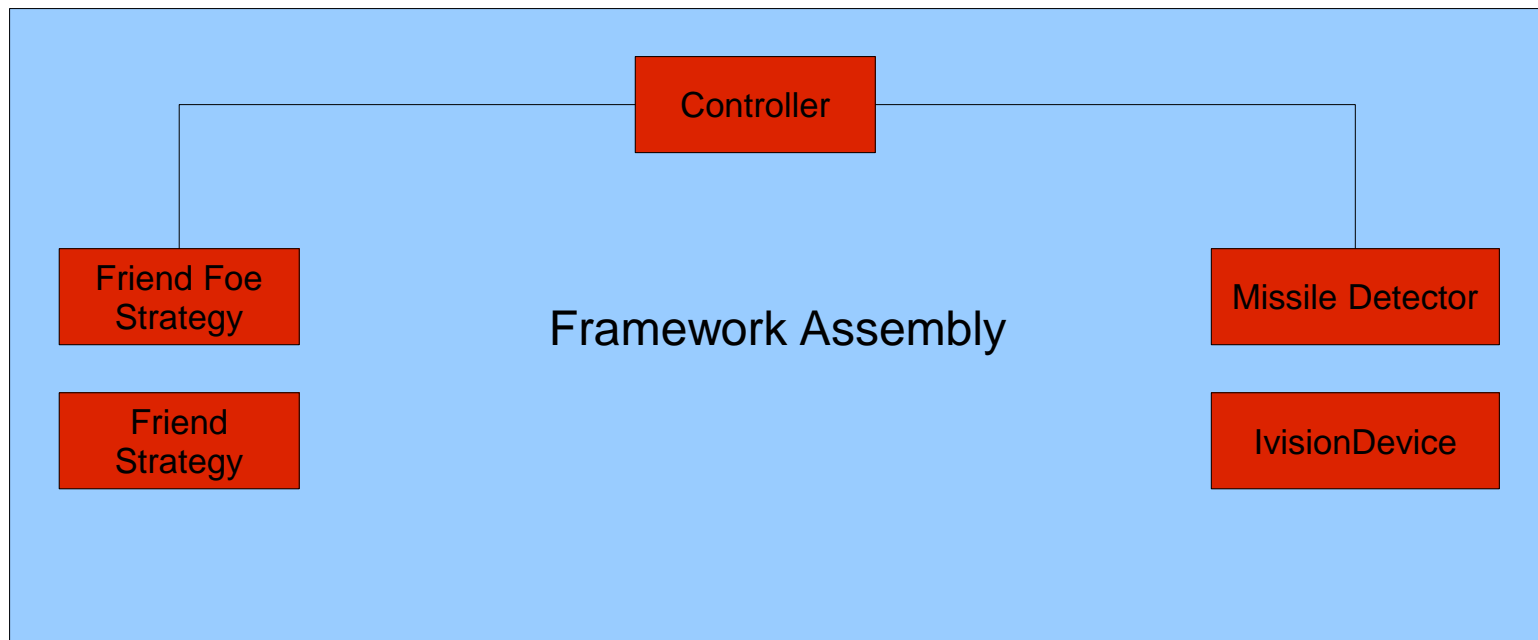 Controller
Friend Foe
Strategy
Framework Assembly
Missile Detector
Friend
Strategy
IvisionDevice